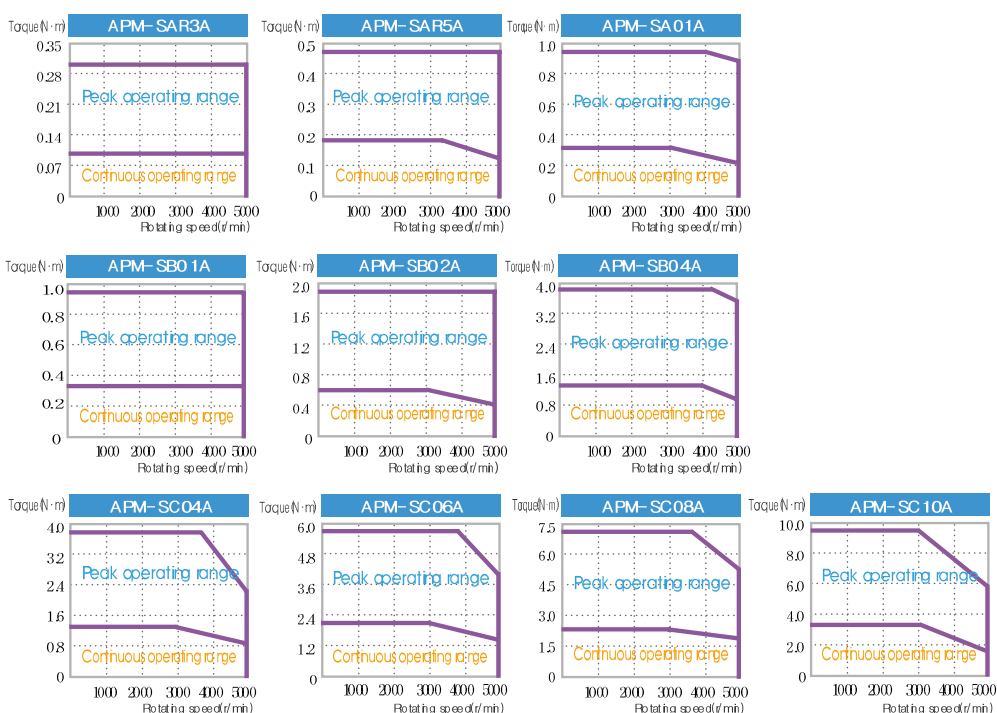 Torque(N·m) APM-SAR3A
0.35
0.28
0.21
0.14
0.07
0
Peak operating range
Continuous operating range
1000 2000 3000 4000 5000
Rotating speed(r/min)
Torque(N·m) APM-SAR5A
0.5
0.4
0.3
0.2
0.1
0
Peak operating range
Continuous operating range
1000 2000 3000 4000 5000
Rotating speed(r/min)
Torque(N·m) APM-SA01A
1.0
0.8
0.6
0.4
0.2
0
Peak operating range
Continuous operating range
1000 2000 3000 4000 5000
Rotating speed(r/min)
Torque(N·m) APM-SB01A
1.0
0.8
0.6
0.4
0.2
0
Peak operating range
Continuous operating range
1000 2000 3000 4000 5000
Rotating speed(r/min)
Torque(N·m) APM-SB02A
2.0
1.6
1.2
0.8
0.4
0
Peak operating range
Continuous operating range
1000 2000 3000 4000 5000
Rotating speed(r/min)
Torque(N·m) APM-SB04A
4.0
3.2
2.4
1.6
0.8
0
Peak operating range
Continuous operating range
1000 2000 3000 4000 5000
Rotating speed(r/min)
Torque(N·m) APM-SC04A
4.0
3.2
2.4
1.6
0.8
0
Peak operating range
Continuous operating range
1000 2000 3000 4000 5000
Rotating speed(r/min)
Torque(N·m) APM-SC06A
6.0
4.8
3.6
2.4
1.2
0
Peak operating range
Continuous operating range
1000 2000 3000 4000 5000
Rotating speed(r/min)
Torque(N·m) APM-SC08A
7.5
6.0
4.5
3.0
1.5
0
Peak operating range
Continuous operating range
1000 2000 3000 4000 5000
Rotating speed(r/min)
Torque(N·m) APM-SC10A
10.0
8.0
6.0
4.0
2.0
0
Peak operating range
Continuous operating range
1000 2000 3000 4000 5000
Rotating speed(r/min)